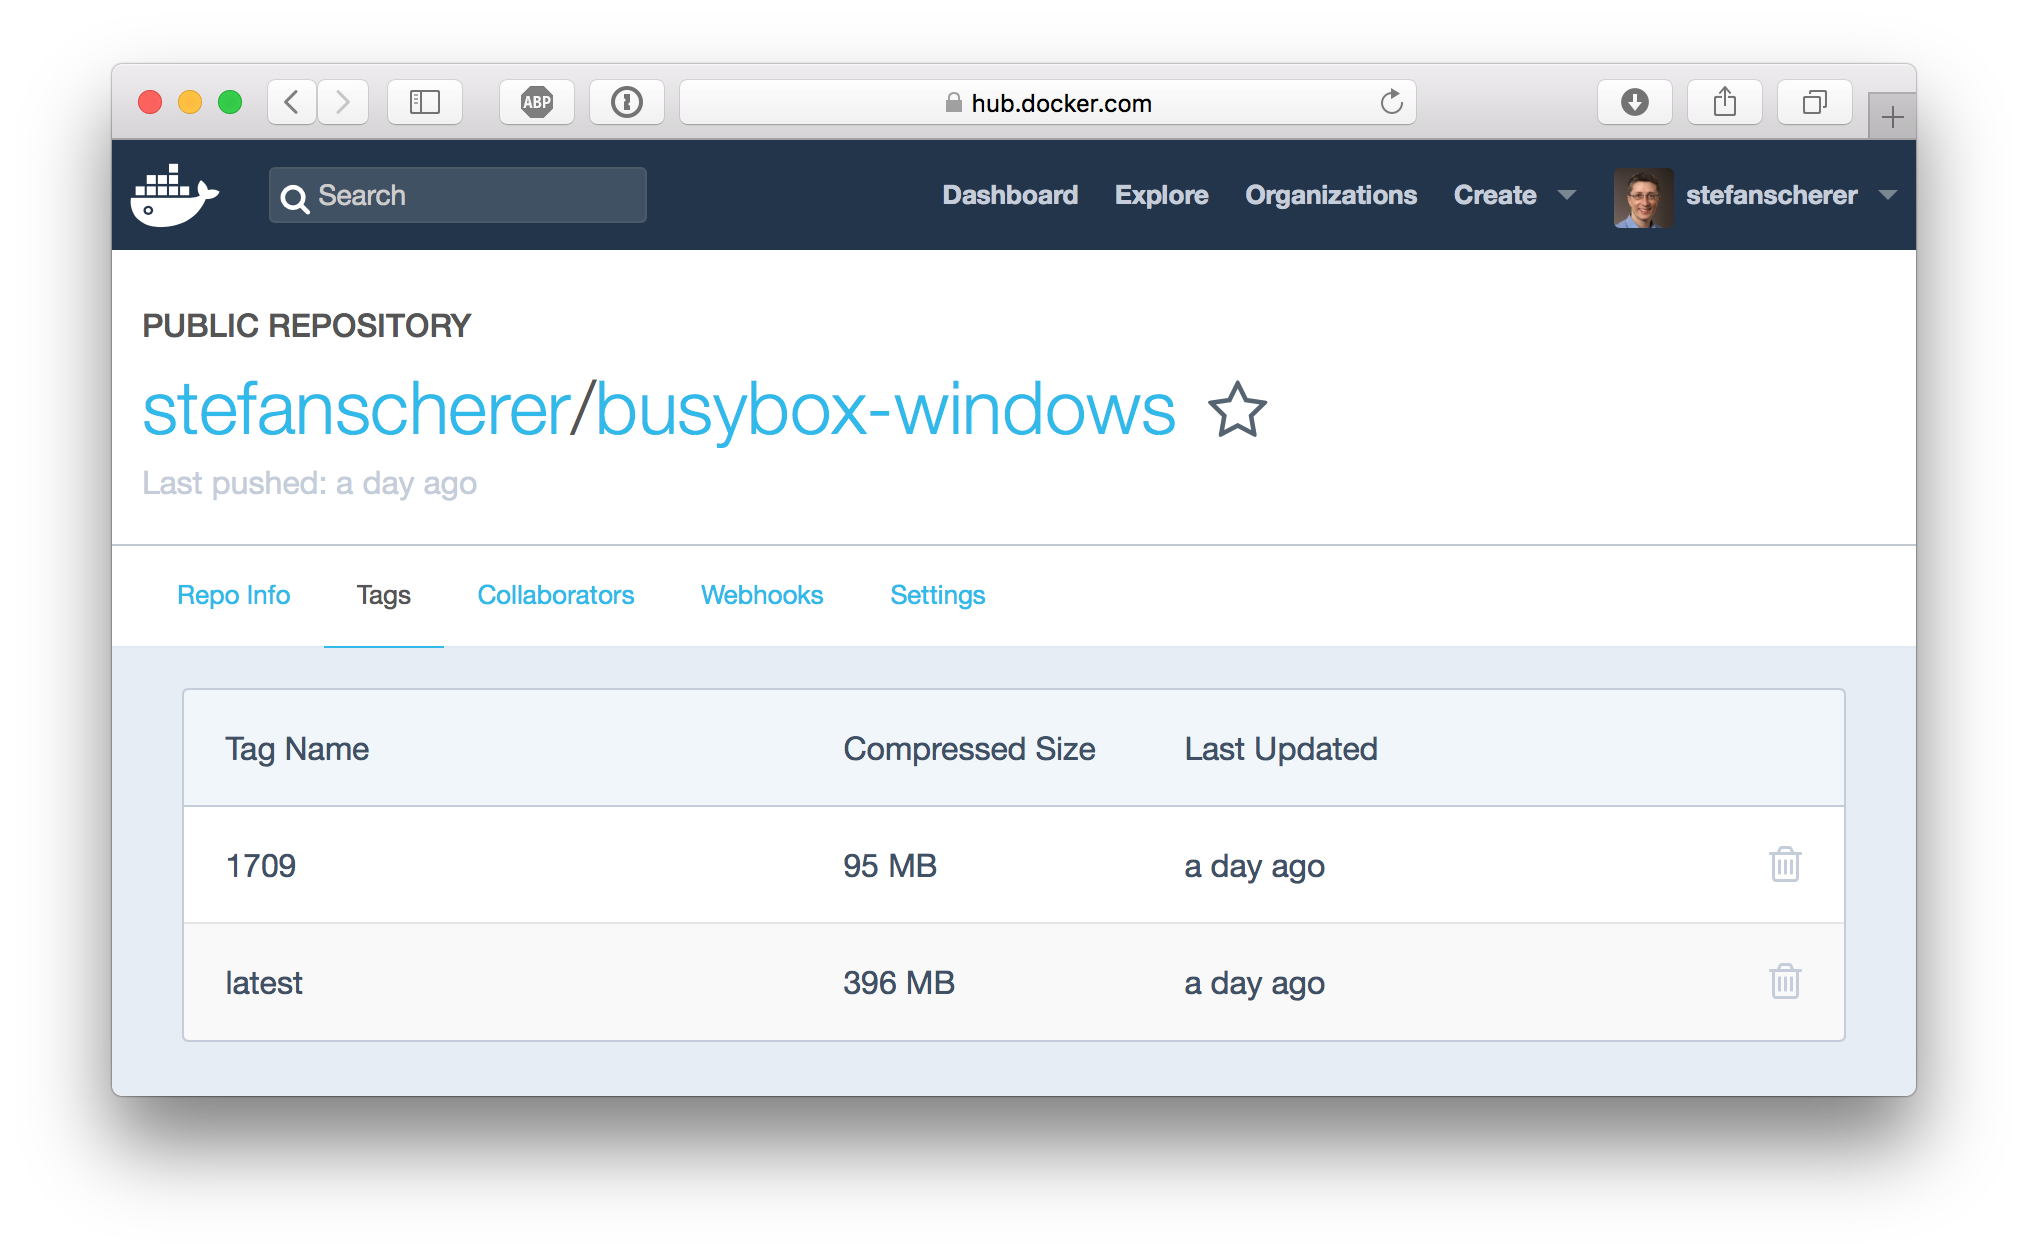 ABP
hub.docker.com
Search
Dashboard Explore Organizations Create stefanscherer
PUBLIC REPOSITORY
stefanscherer/busybox-windows
Last pushed: a day ago
Repo Info Tags Collaborators Webhooks Settings
Tag Name Compressed Size Last Updated
1709 95 MB a day ago
latest 396 MB a day ago